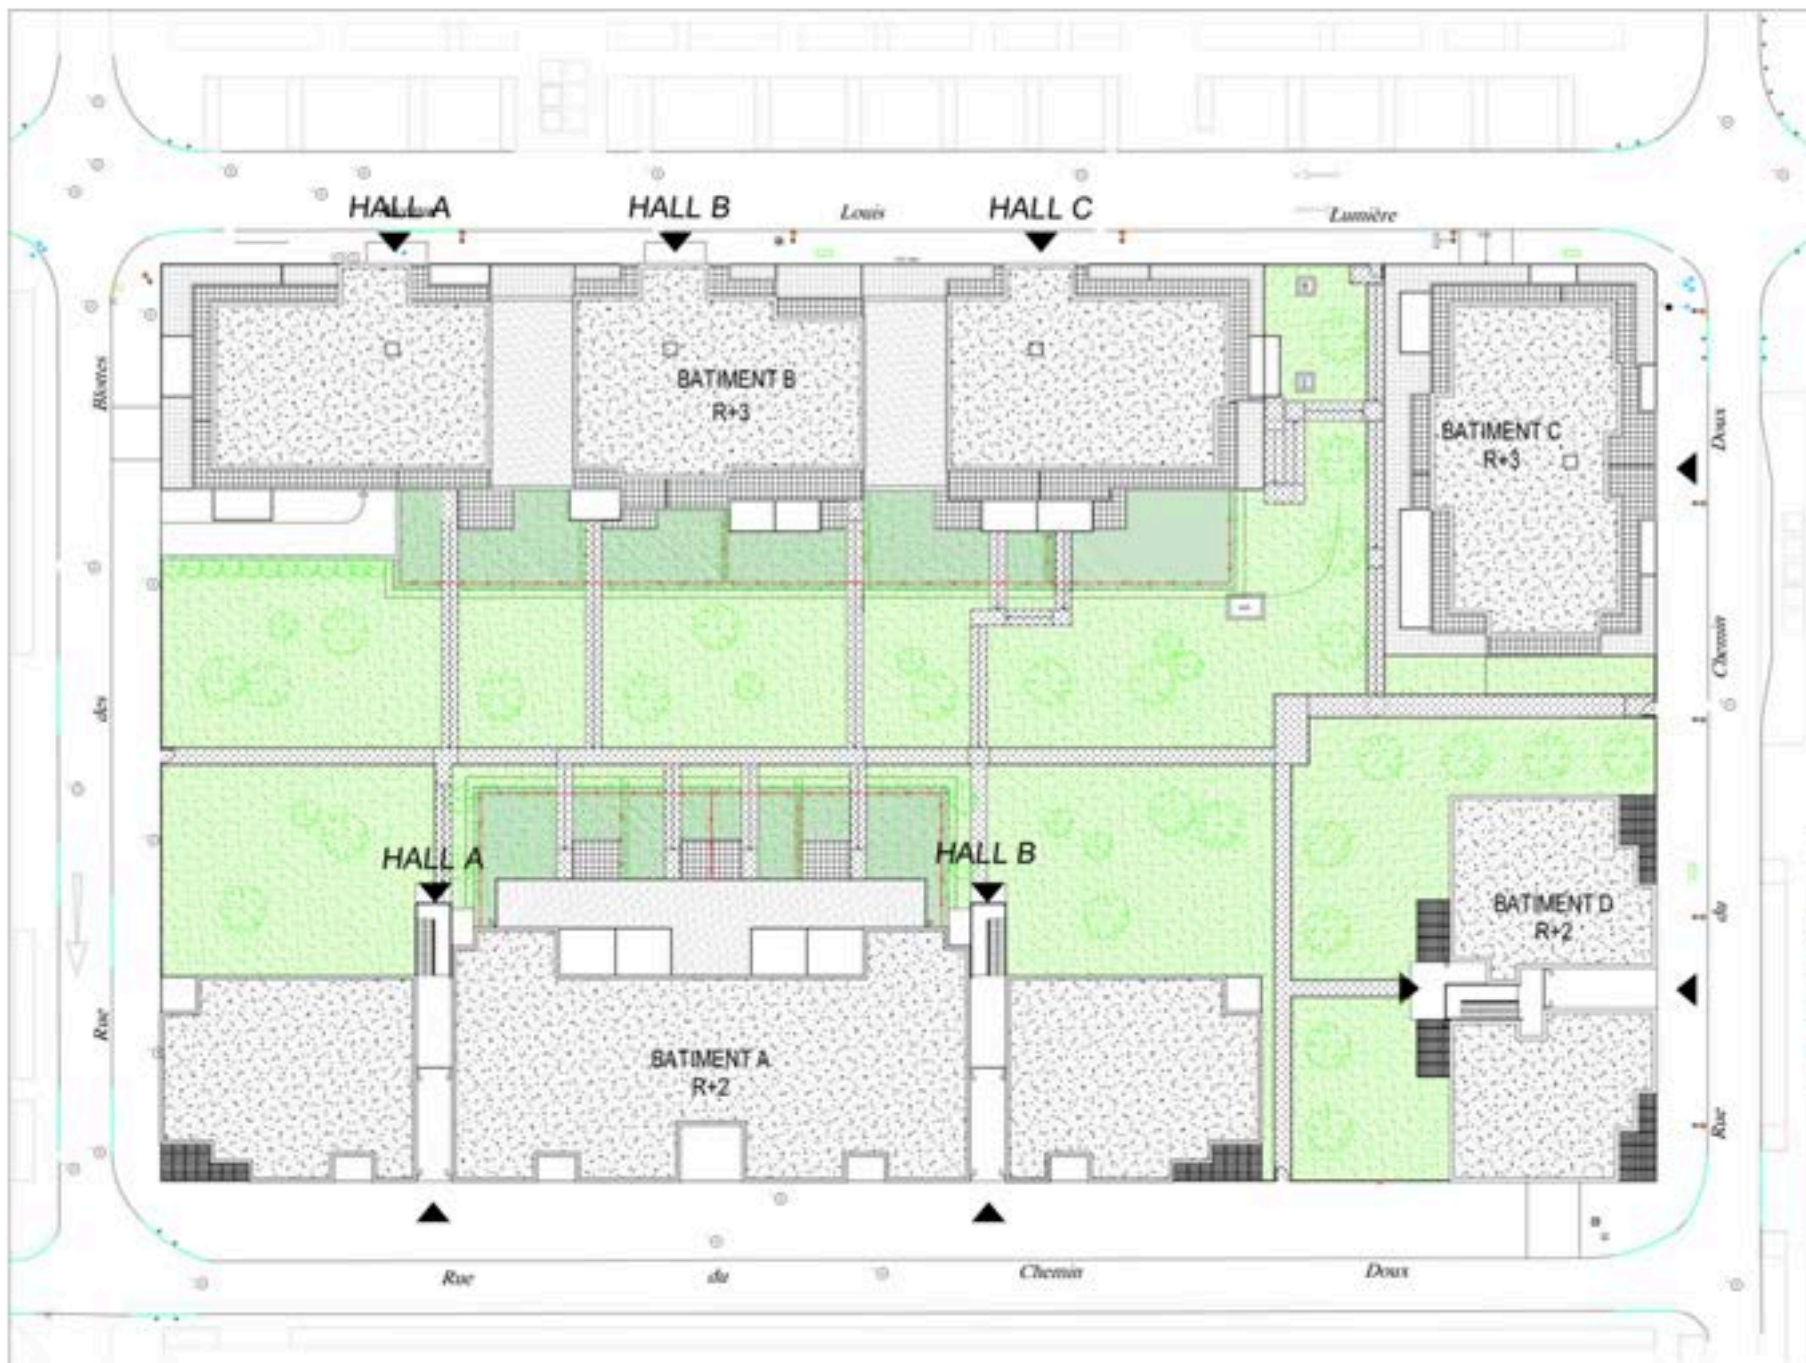 HALL A
HALL B
HALL C
Louis
Lumière
BATIMENT B
R+3
BATIMENT C
R+3
Rue
des
Blottes
Rue
du
Chemin
Doux
HALL A
HALL B
BATIMENT D
R+2
BATIMENT A
R+2
Rue
du
Chemin
Doux